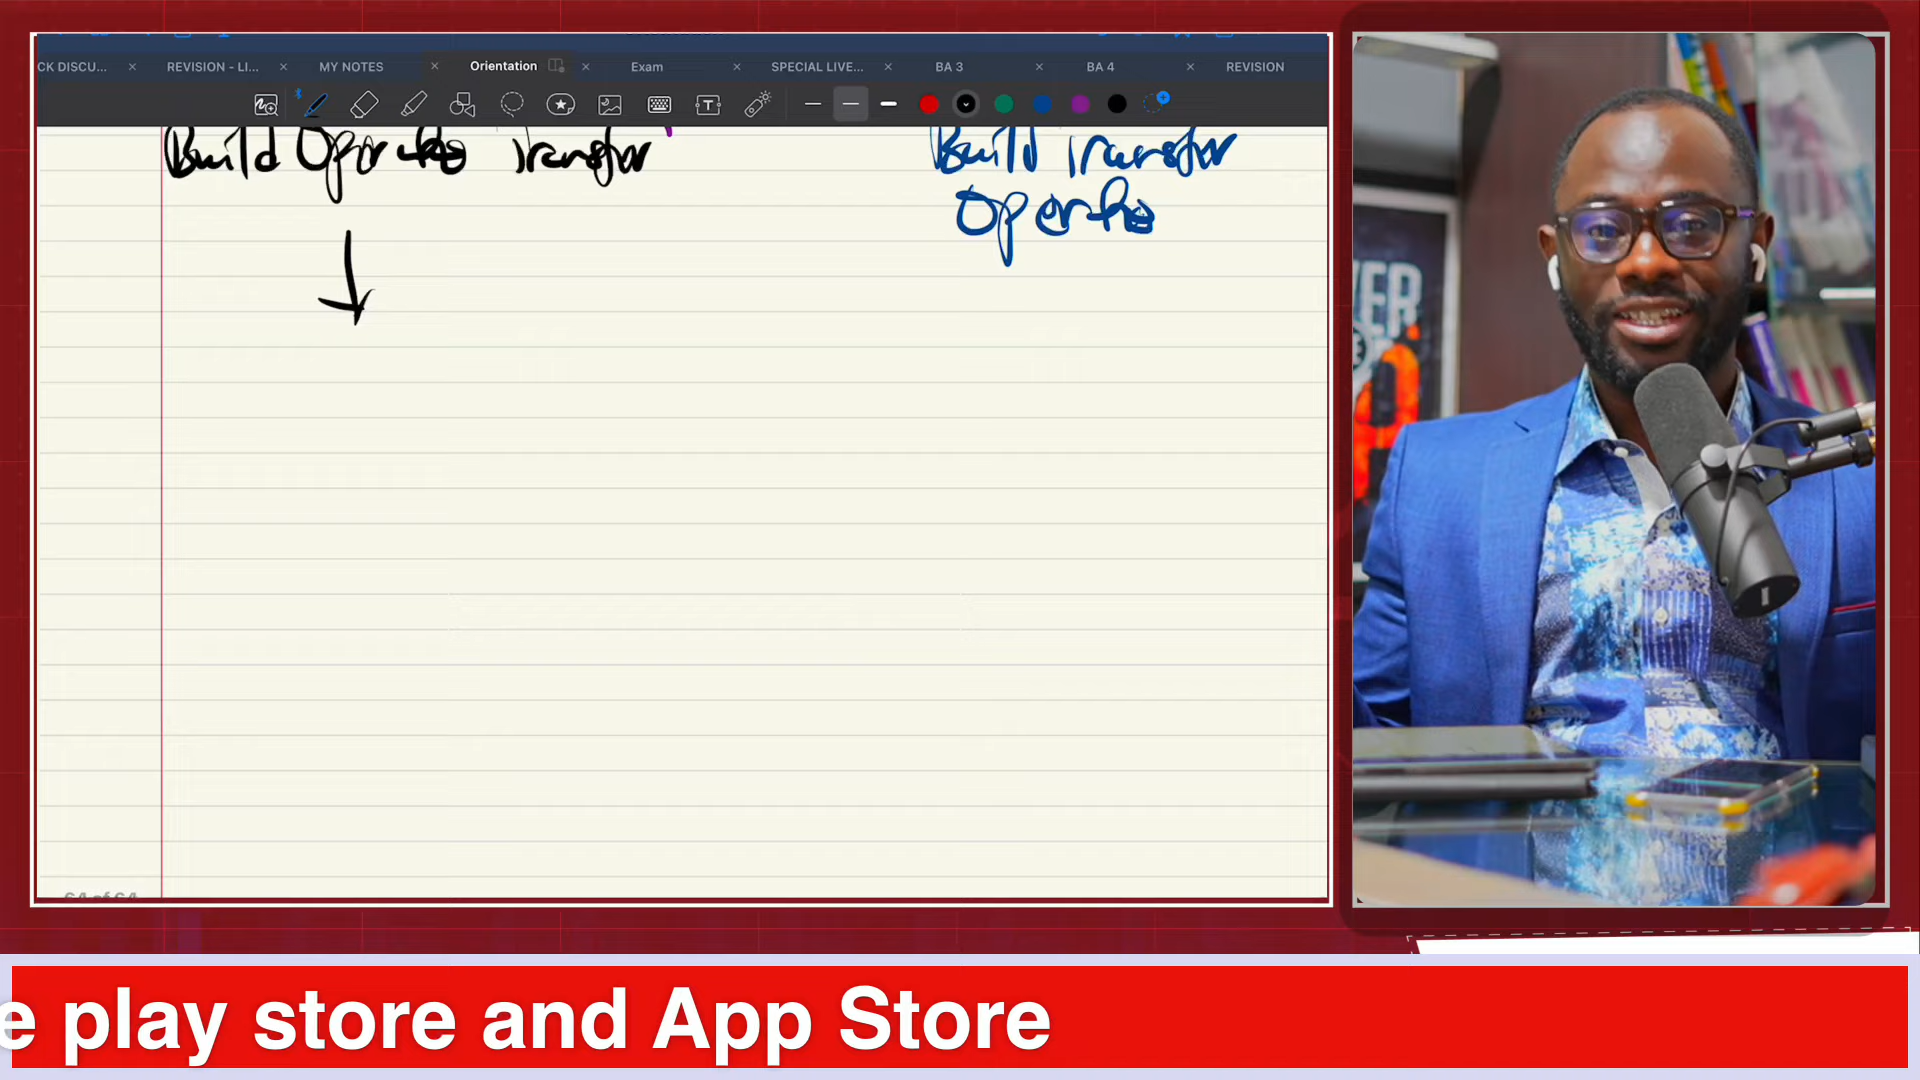 CK DISCU... REVISION - LI... MY NOTES Orientation Exam SPECIAL LIVE... BA 3 BA 4 REVISION
Build Operate Transfer
Build Transfer
Operate
e play store and App Store